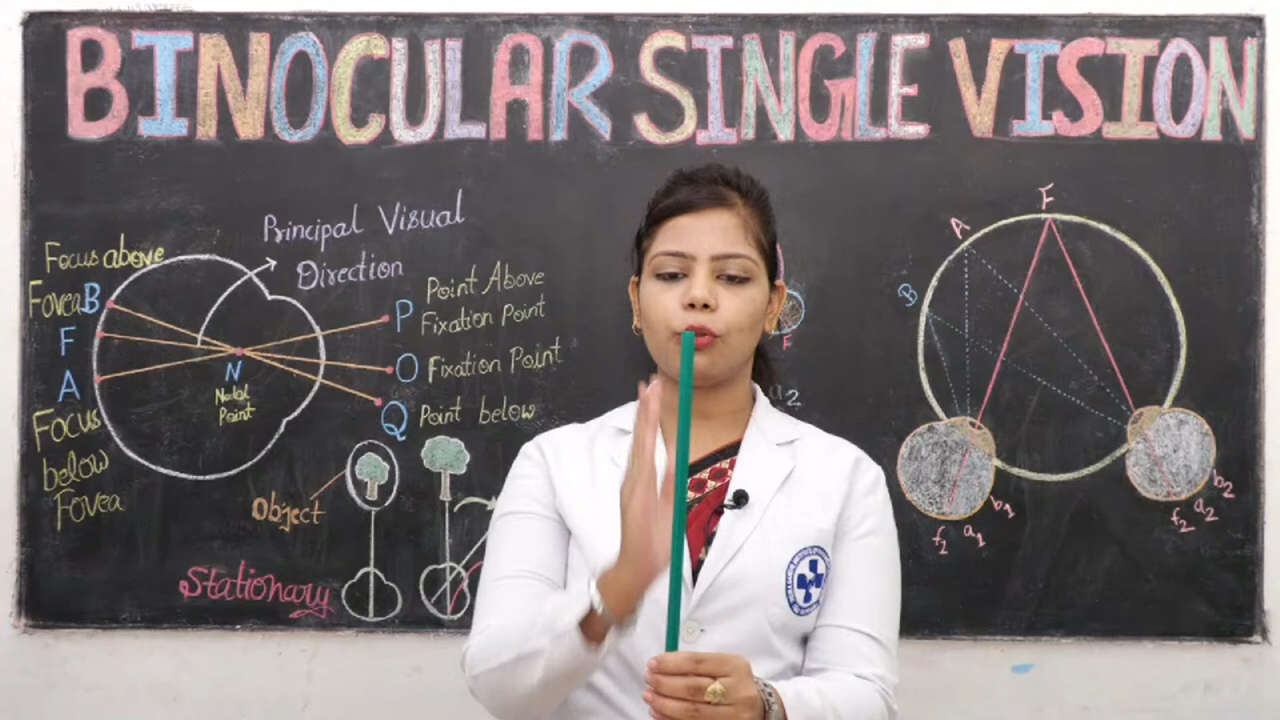 BINOCULAR SINGLE VISION
Principal Visual
Direction
Focus above
Fovea
B
F
A
Focus
below
Fovea
N
Nodal
Point
P
Point Above
Fixation Point
O
Fixation Point
Q
Point below
Object
Stationary
F
a2
F
A
B
f1
a1
b1
f2
a2
b2